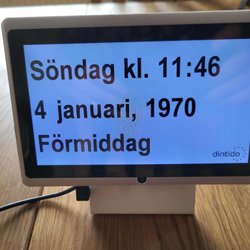 Söndag kl. 11:46
4 januari, 1970
Förmiddag
dintido